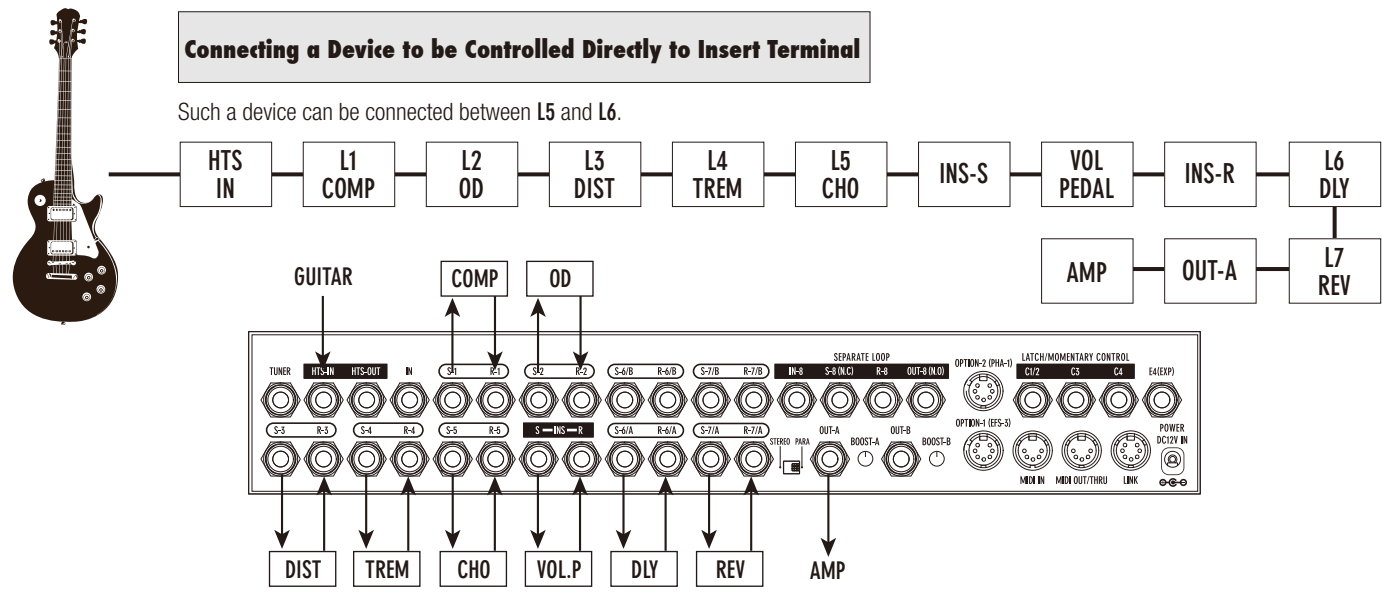 Connecting a Device to be Controlled Directly to Insert Terminal
Such a device can be connected between L5 and L6.
HTS IN
L1 COMP
L2 OD
L3 DIST
L4 TREM
L5 CHO
INS-S
VOL PEDAL
INS-R
L6 DLY
AMP
OUT-A
L7 REV
GUITAR
COMP
OD
TUNER
HTS-IN
HTS-OUT
IN
S-1
R-1
S-2
R-2
S-6/B
R-6/B
S-7/B
R-7/B
SEPARATE LOOP
IN-8
S-8 (N.C)
R-8
OUT-8 (N.O)
OPTION-2 (PHA-1)
LATCH/MOMENTARY CONTROL
C1/2
C3
C4
E4(EXP)
S-3
R-3
S-4
R-4
S-5
R-5
S INS R
S-6/A
R-6/A
S-7/A
R-7/A
STEREO PARA
OUT-A
BOOST-A
OUT-B
BOOST-B
OPTION-1 (EFS-3)
MIDI IN
MIDI OUT/THRU
LINK
POWER
DC12V IN
DIST
TREM
CHO
VOL.P
DLY
REV
AMP